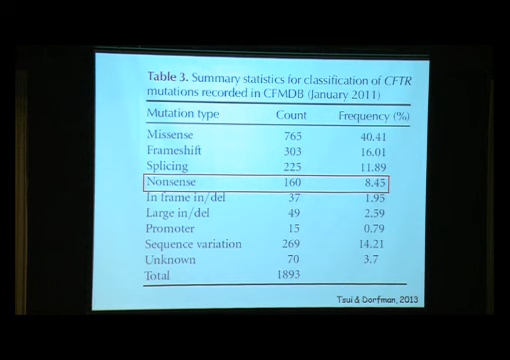 Table 3. Summary statistics for classification of CFTR
mutations recorded in CFMDB (January 2011)
Mutation type Count Frequency (%)
Missense 765 40.41
Frameshift 303 16.01
Splicing 225 11.89
Nonsense 160 8.45
In frame in/del 37 1.95
Large in/del 49 2.59
Promoter 15 0.79
Sequence variation 269 14.21
Unknown 70 3.7
Total 1893
Tsui & Dorfman, 2013